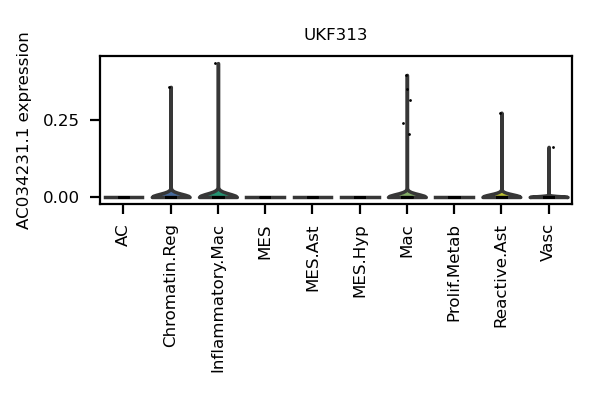 UKF313
AC034231.1 expression
0.25
0.00
AC
Chromatin.Reg
Inflammatory.Mac
MES
MES.Ast
MES.Hyp
Mac
Prolif.Metab
Reactive.Ast
Vasc